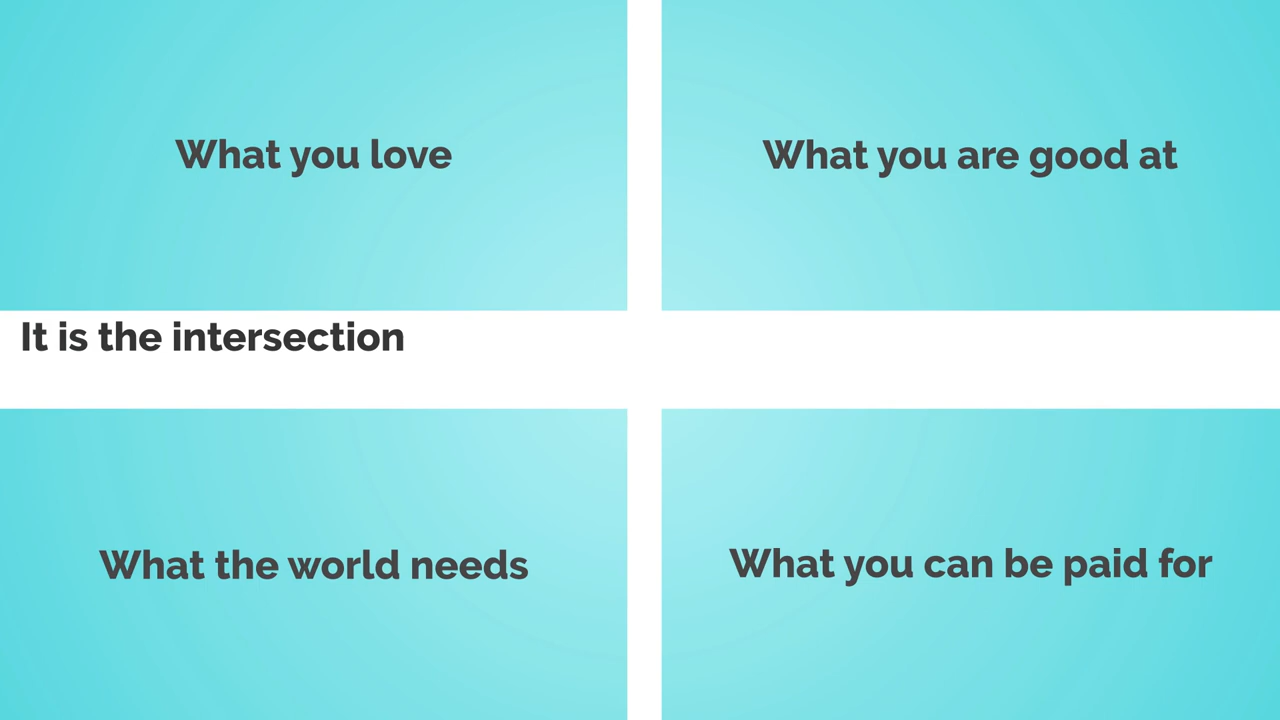 What you love
What you are good at
It is the intersection
What the world needs
What you can be paid for